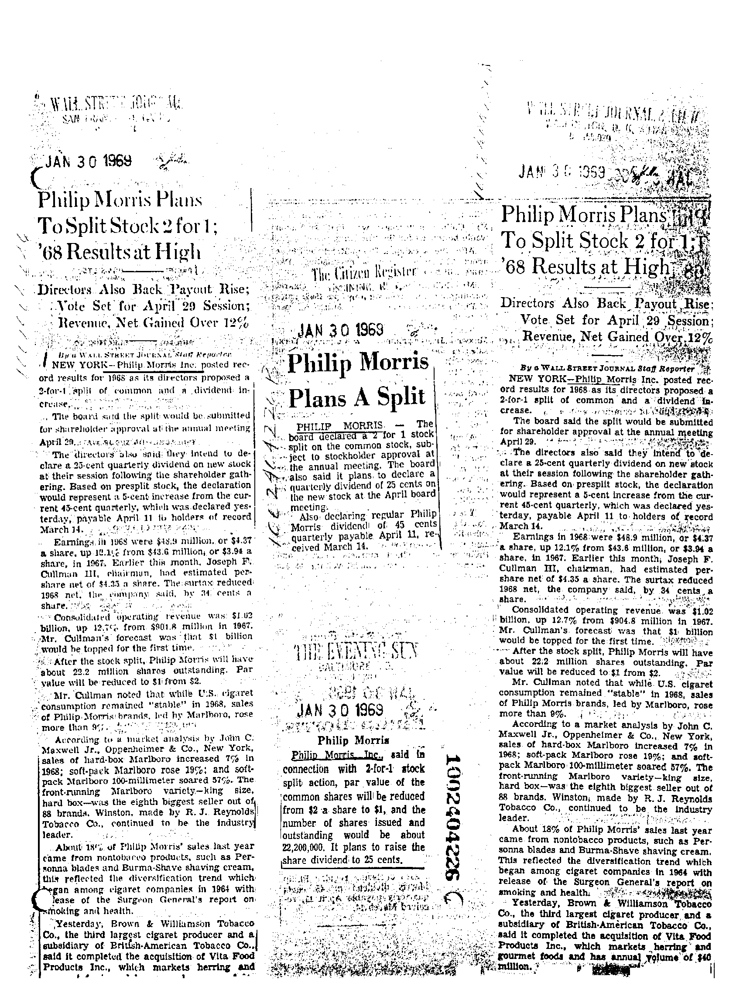 WALL STREET JOURNAL
JAN 30 1969
Philip Morris Plans
To Split Stock 2 for 1;
'68 Results at High
Directors Also Back Payout Rise;
Vote Set for April 29 Session;
Revenue, Net Gained Over 12%
By a WALL STREET JOURNAL Staff Reporter
NEW YORK—Philip Morris Inc. posted rec-
ord results for 1968 as its directors proposed a
2-for-1 split of common and a dividend in-
crease.
The board said the split would be submitted
for shareholder approval at the annual meeting
April 29.
The directors also said they intend to de-
clare a 25-cent quarterly dividend on new stock
at their session following the shareholder gath-
ering. Based on presplit stock, the declaration
would represent a 5-cent increase from the cur-
rent 45-cent quarterly, which was declared yes-
terday, payable April 11 to holders of record
March 14.
Earnings in 1968 were $48.9 million, or $4.37
a share, up 12.1% from $43.6 million, or $3.94 a
share, in 1967. Earlier this month, Joseph F.
Cullman III, chairman, had estimated per-
share net of $4.35 a share. The surtax reduced
1968 net, the company said, by 34 cents a
share.
Consolidated operating revenue was $1.02
billion, up 12.7% from $904.8 million in 1967.
Mr. Cullman's forecast was that $1 billion
would be topped for the first time.
After the stock split, Philip Morris will have
about 22.2 million shares outstanding. Par
value will be reduced to $1 from $2.
Mr. Cullman noted that while U.S. cigaret
consumption remained "stable" in 1968, sales
of Philip Morris brands, led by Marlboro, rose
more than 9%.
According to a market analysis by John C.
Maxwell Jr., Oppenheimer & Co., New York,
sales of hard-box Marlboro increased 7% in
1968; soft-pack Marlboro rose 19%; and soft-
pack Marlboro 100-millimeter soared 57%. The
front-running Marlboro variety—king size,
hard box—was the eighth biggest seller out of
88 brands. Winston, made by R. J. Reynolds
Tobacco Co., continued to be the industry
leader.
About 18% of Philip Morris' sales last year
came from nontobacco products, such as Per-
sonna blades and Burma-Shave shaving cream,
this reflected the diversification trend which
began among cigaret companies in 1964 with
lease of the Surgeon General's report on
smoking and health.
Yesterday, Brown & Williamson Tobacco
Co., the third largest cigaret producer and a
subsidiary of British-American Tobacco Co.,
said it completed the acquisition of Vita Food
Products Inc., which markets herring and
The Citizen Register
JAN 30 1969
Philip Morris
Plans A Split
PHILIP MORRIS — The
board declared a 2 for 1 stock
split on the common stock, sub-
ject to stockholder approval at
the annual meeting. The board
also said it plans to declare a
quarterly dividend of 25 cents on
the new stock at the April board
meeting.
Also declaring regular Philip
Morris dividend of 45 cents
quarterly payable April 11, re-
ceived March 14.
THE EVENING SUN
BALTIMORE
JAN 30 1969
Philip Morris
Philip Morris, Inc., said in
connection with 2-for-1 stock
split action, par value of the
common shares will be reduced
from $2 a share to $1, and the
number of shares issued and
outstanding would be about
22,200,000. It plans to raise the
share dividend to 25 cents.
1002404226
WALL STREET JOURNAL
JAN 30 1969
Philip Morris Plans
To Split Stock 2 for 1;
'68 Results at High
Directors Also Back Payout Rise;
Vote Set for April 29 Session;
Revenue, Net Gained Over 12%
By a WALL STREET JOURNAL Staff Reporter
NEW YORK—Philip Morris Inc. posted rec-
ord results for 1968 as its directors proposed a
2-for-1 split of common and a dividend in-
crease.
The board said the split would be submitted
for shareholder approval at the annual meeting
April 29.
The directors also said they intend to de-
clare a 25-cent quarterly dividend on new stock
at their session following the shareholder gath-
ering. Based on presplit stock, the declaration
would represent a 5-cent increase from the cur-
rent 45-cent quarterly, which was declared yes-
terday, payable April 11 to holders of record
March 14.
Earnings in 1968 were $48.9 million, or $4.37
a share, up 12.1% from $43.6 million, or $3.94 a
share, in 1967. Earlier this month, Joseph F.
Cullman III, chairman, had estimated per-
share net of $4.35 a share. The surtax reduced
1968 net, the company said, by 34 cents a
share.
Consolidated operating revenue was $1.02
billion, up 12.7% from $904.8 million in 1967.
Mr. Cullman's forecast was that $1 billion
would be topped for the first time.
After the stock split, Philip Morris will have
about 22.2 million shares outstanding. Par
value will be reduced to $1 from $2.
Mr. Cullman noted that while U.S. cigaret
consumption remained "stable" in 1968, sales
of Philip Morris brands, led by Marlboro, rose
more than 9%.
According to a market analysis by John C.
Maxwell Jr., Oppenheimer & Co., New York,
sales of hard-box Marlboro increased 7% in
1968; soft-pack Marlboro rose 19%; and soft-
pack Marlboro 100-millimeter soared 57%. The
front-running Marlboro variety—king size,
hard box—was the eighth biggest seller out of
88 brands. Winston, made by R. J. Reynolds
Tobacco Co., continued to be the industry
leader.
About 18% of Philip Morris' sales last year
came from nontobacco products, such as Per-
sonna blades and Burma-Shave shaving cream.
This reflected the diversification trend which
began among cigaret companies in 1964 with
release of the Surgeon General's report on
smoking and health.
Yesterday, Brown & Williamson Tobacco
Co., the third largest cigaret producer and a
subsidiary of British-American Tobacco Co.,
said it completed the acquisition of Vita Food
Products Inc., which markets herring and
gourmet foods and has annual volume of $40
million.